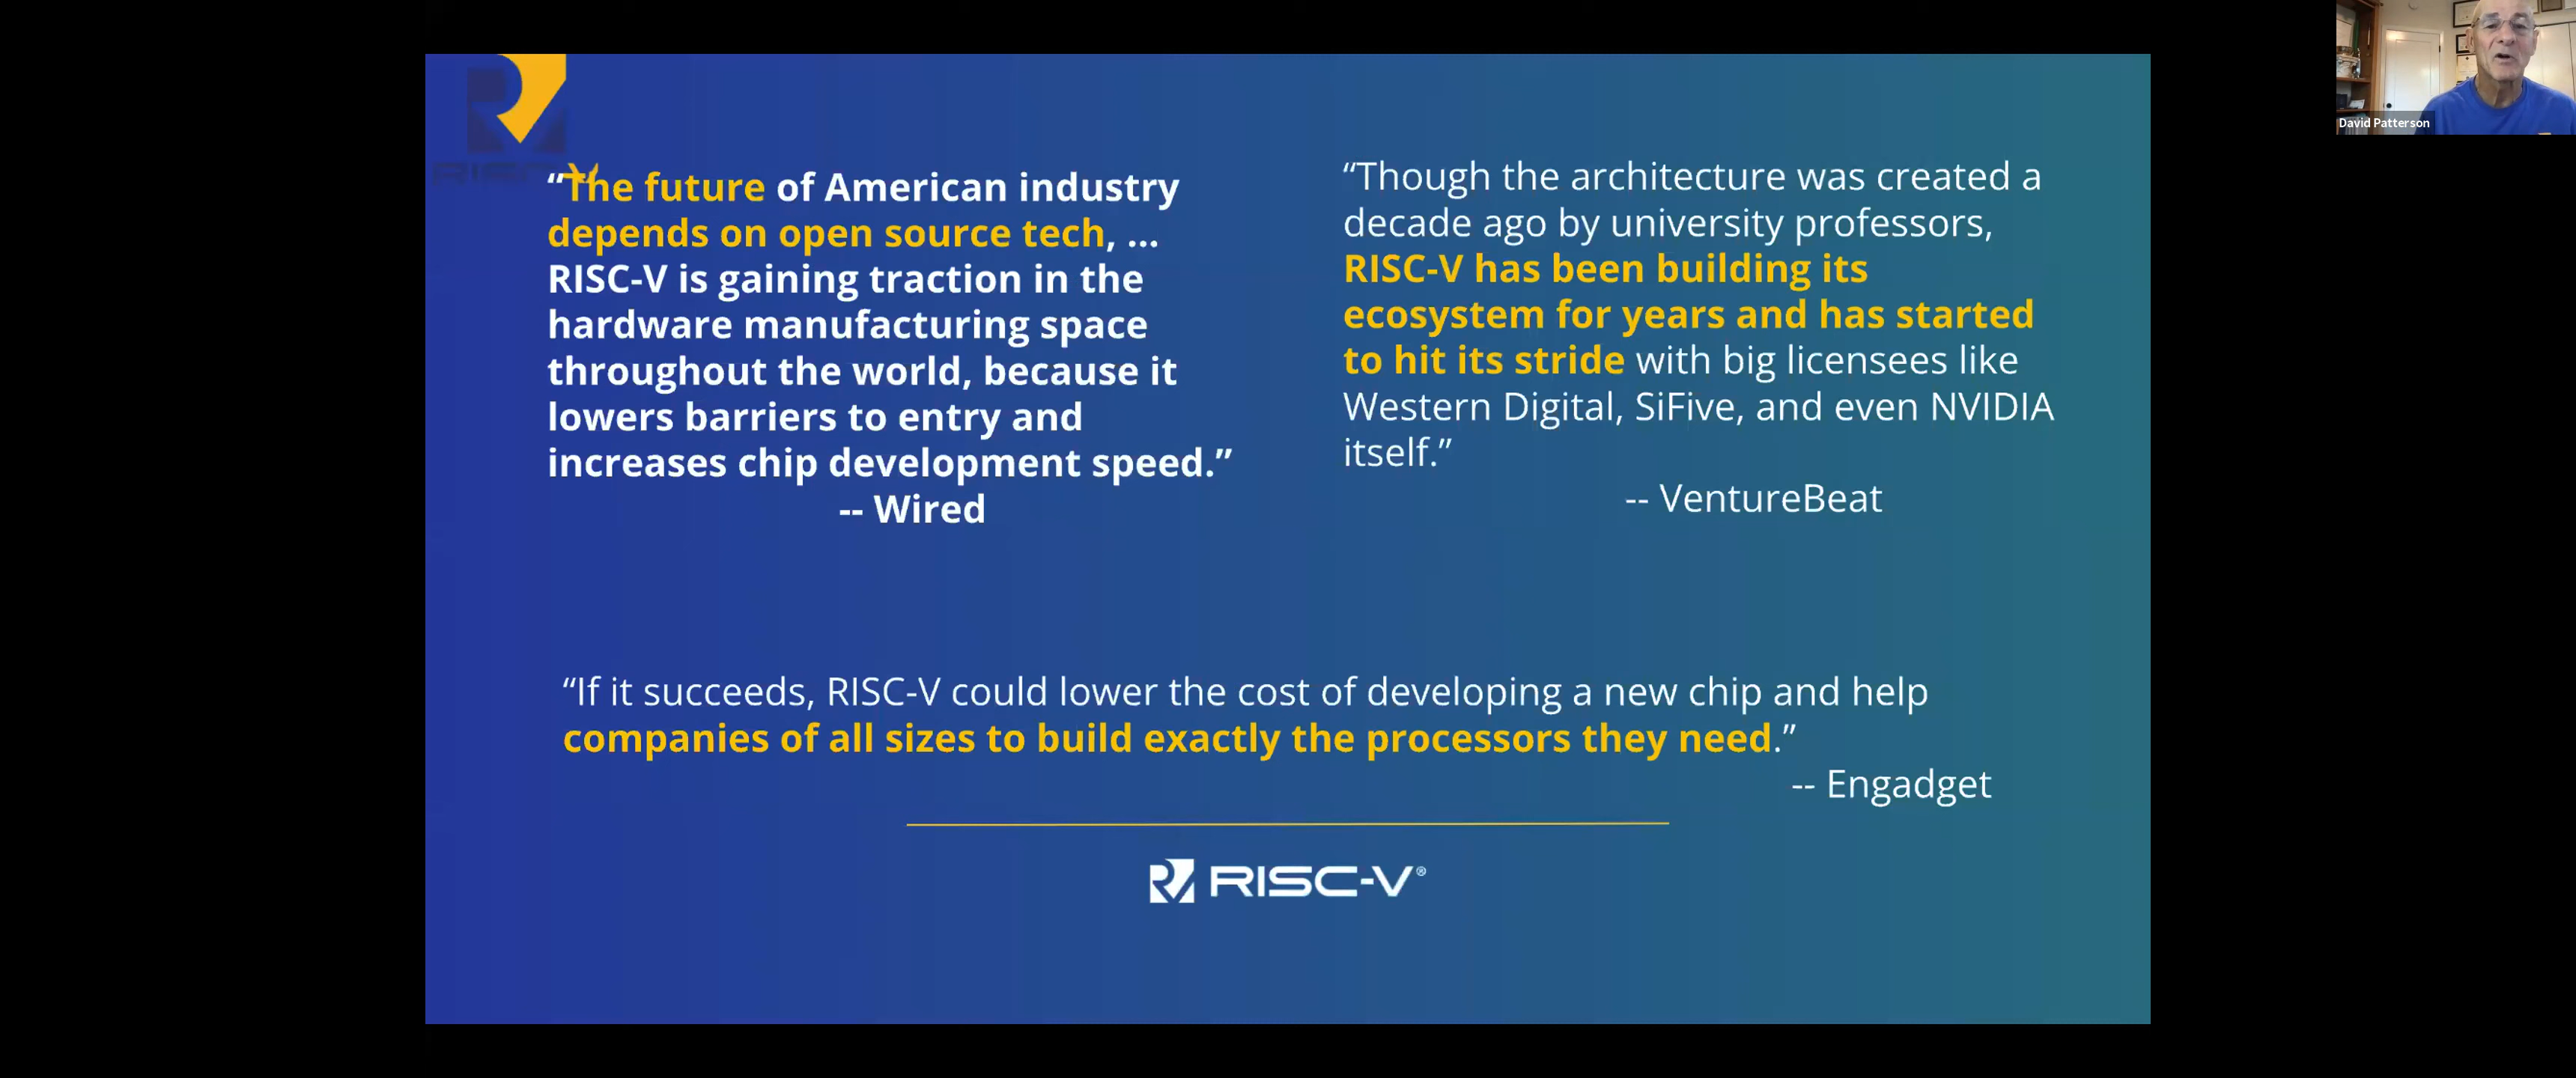 RISC-V
“The future of American industry
depends on open source tech, ...
RISC-V is gaining traction in the
hardware manufacturing space
throughout the world, because it
lowers barriers to entry and
increases chip development speed.”
-- Wired
“Though the architecture was created a
decade ago by university professors,
RISC-V has been building its
ecosystem for years and has started
to hit its stride with big licensees like
Western Digital, SiFive, and even NVIDIA
itself.”
-- VentureBeat
“If it succeeds, RISC-V could lower the cost of developing a new chip and help
companies of all sizes to build exactly the processors they need.”
-- Engadget
RISC-V®
David Patterson